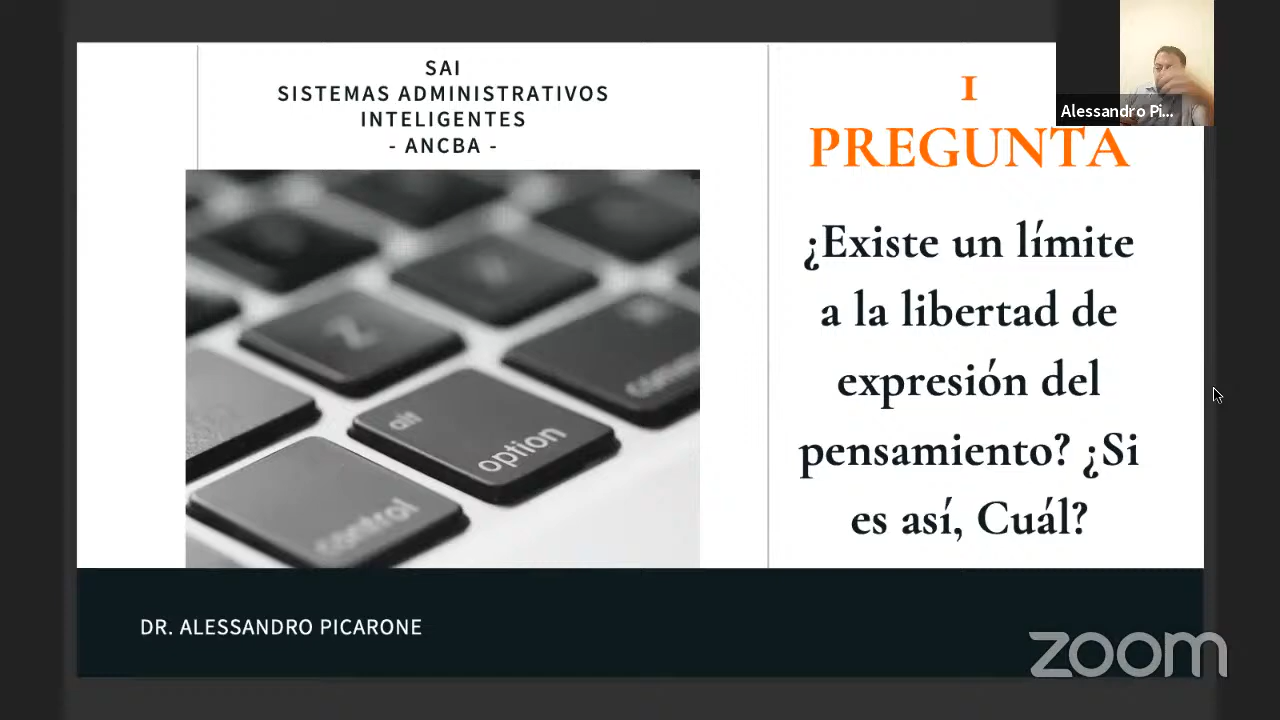 SAI
SISTEMAS ADMINISTRATIVOS
INTELIGENTES
- ANCBA -
Z
alt
option
control
1
PREGUNTA
¿Existe un límite
a la libertad de
expresión del
pensamiento? ¿Si
es así, Cuál?
Alessandro Pi...
DR. ALESSANDRO PICARONE
zoom